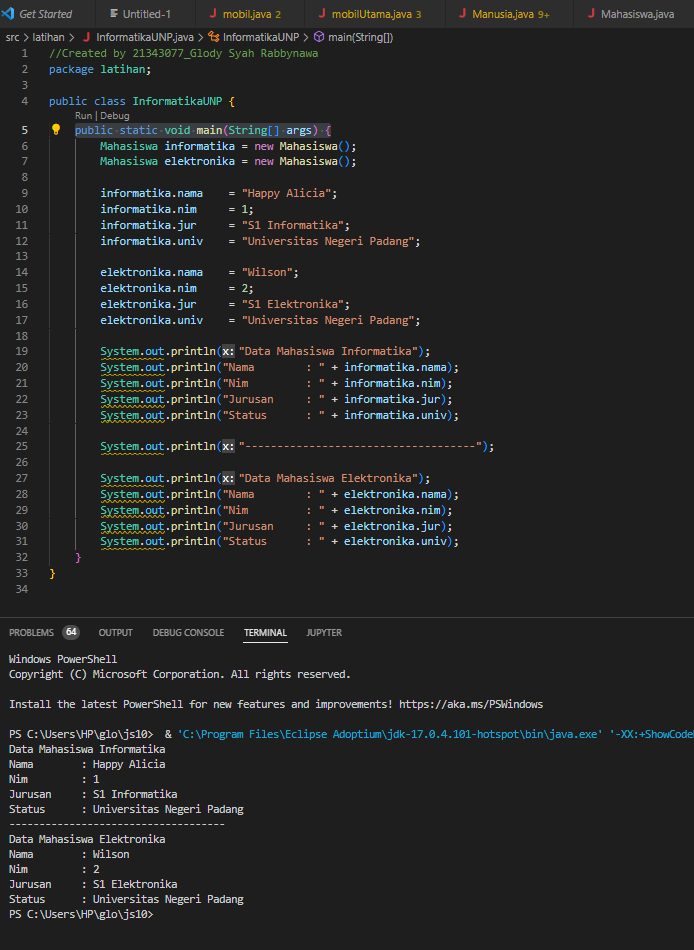 Get Started Untitled-1 mobil.java 2 mobilUtama.java 3 Manusia.java 9+ Mahasiswa.java
src > latihan > InformatikaUNP.java > InformatikaUNP > main(String[])
1 //Created by 21343077_Glody Syah Rabbynawa
2 package latihan;
3
4 public class InformatikaUNP {
Run | Debug
5 public static void main(String[] args) {
6 Mahasiswa informatika = new Mahasiswa();
7 Mahasiswa elektronika = new Mahasiswa();
8
9 informatika.nama = "Happy Alicia";
10 informatika.nim = 1;
11 informatika.jur = "S1 Informatika";
12 informatika.univ = "Universitas Negeri Padang";
13
14 elektronika.nama = "Wilson";
15 elektronika.nim = 2;
16 elektronika.jur = "S1 Elektronika";
17 elektronika.univ = "Universitas Negeri Padang";
18
19 System.out.println(x: "Data Mahasiswa Informatika");
20 System.out.println("Nama : " + informatika.nama);
21 System.out.println("Nim : " + informatika.nim);
22 System.out.println("Jurusan : " + informatika.jur);
23 System.out.println("Status : " + informatika.univ);
24
25 System.out.println(x: "------------------------------------");
26
27 System.out.println(x: "Data Mahasiswa Elektronika");
28 System.out.println("Nama : " + elektronika.nama);
29 System.out.println("Nim : " + elektronika.nim);
30 System.out.println("Jurusan : " + elektronika.jur);
31 System.out.println("Status : " + elektronika.univ);
32 }
33 }
34
PROBLEMS 64 OUTPUT DEBUG CONSOLE TERMINAL JUPYTER
Windows PowerShell
Copyright (C) Microsoft Corporation. All rights reserved.
Install the latest PowerShell for new features and improvements! https://aka.ms/PSWindows
PS C:\Users\HP\glo\js10> & 'C:\Program Files\Eclipse Adoptium\jdk-17.0.4.101-hotspot\bin\java.exe' '-XX:+ShowCode
Data Mahasiswa Informatika
Nama : Happy Alicia
Nim : 1
Jurusan : S1 Informatika
Status : Universitas Negeri Padang
------------------------------------
Data Mahasiswa Elektronika
Nama : Wilson
Nim : 2
Jurusan : S1 Elektronika
Status : Universitas Negeri Padang
PS C:\Users\HP\glo\js10>